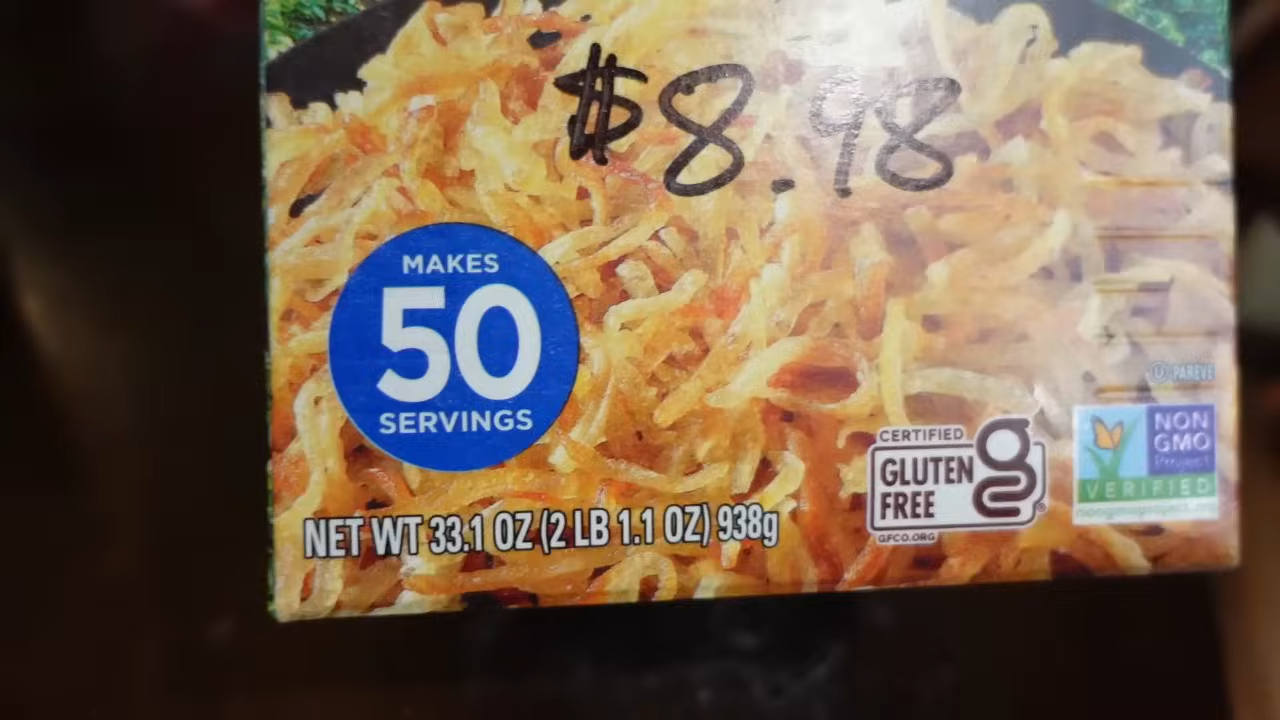 $8.98
MAKES
50
SERVINGS
U PAREVE
CERTIFIED
GLUTEN
FREE
g
GFCO.ORG
NON
GMO
Project
VERIFIED
nongmoproject.org
NET WT 33.1 OZ (2 LB 1.1 OZ) 938g